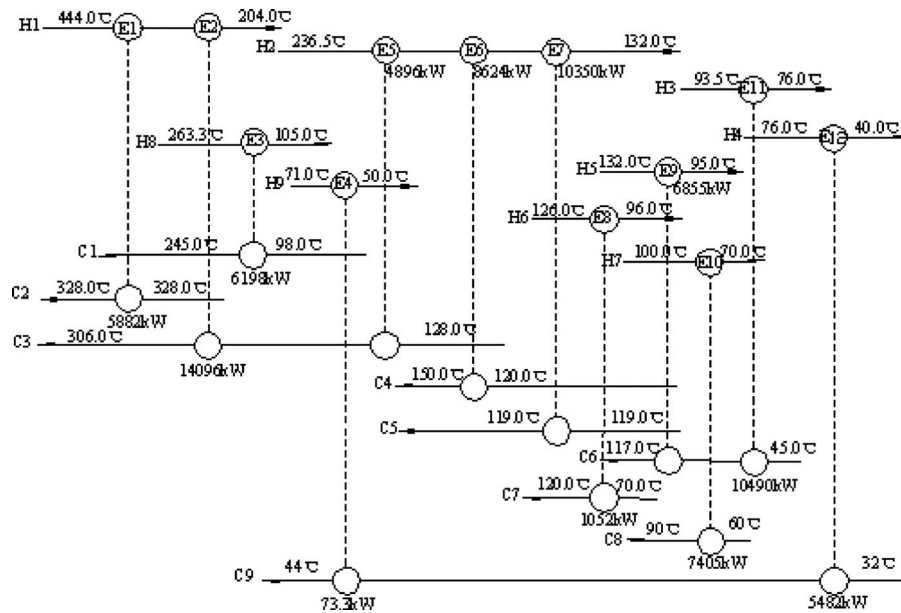 H1 444.0℃ E1 E2 204.0℃
H2 236.5℃ E5 E6 E7 132.0℃
4896kW 8624kW 10350kW
H3 93.5℃ E11 76.0℃
H8 263.3℃ E3 105.0℃
H4 76.0℃ E12 40.0℃
H9 71.0℃ E4 50.0℃
H5 132.0℃ E9 95.0℃
6855kW
H6 126.0℃ E8 96.0℃
H7 100.0℃ E10 70.0℃
C1 245.0℃ 98.0℃
6198kW
C2 328.0℃ 328.0℃
5882kW
C3 306.0℃ 128.0℃
14096kW
C4 150.0℃ 120.0℃
C5 119.0℃ 119.0℃
C6 117.0℃ 45.0℃
10490kW
C7 120.0℃ 70.0℃
1052kW
C8 90℃ 60℃
7405kW
C9 44℃ 32℃
73.3kW 5482kW